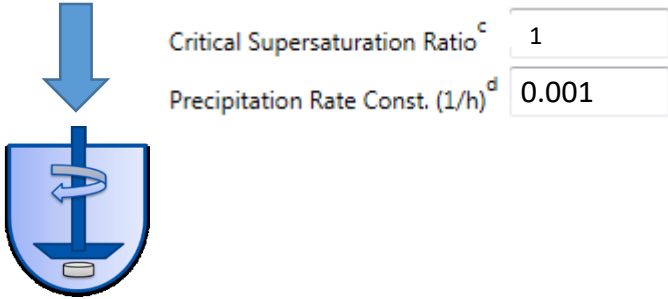 Critical Supersaturation Ratio^c 1
Precipitation Rate Const. (1/h)^d 0.001